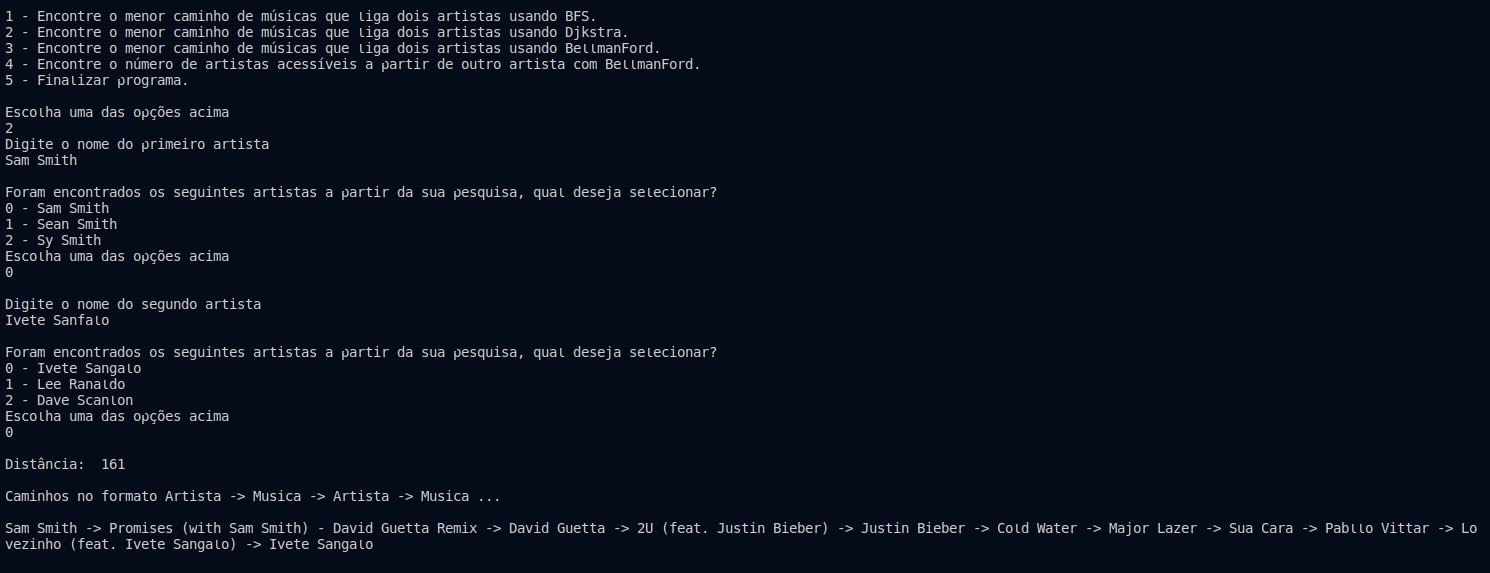 1 - Encontre o menor caminho de músicas que liga dois artistas usando BFS.
2 - Encontre o menor caminho de músicas que liga dois artistas usando Djkstra.
3 - Encontre o menor caminho de músicas que liga dois artistas usando BellmanFord.
4 - Encontre o número de artistas acessíveis a partir de outro artista com BellmanFord.
5 - Finalizar programa.
Escolha uma das opções acima
2
Digite o nome do primeiro artista
Sam Smith
Foram encontrados os seguintes artistas a partir da sua pesquisa, qual deseja selecionar?
0 - Sam Smith
1 - Sean Smith
2 - Sy Smith
Escolha uma das opções acima
0
Digite o nome do segundo artista
Ivete Sanfalo
Foram encontrados os seguintes artistas a partir da sua pesquisa, qual deseja selecionar?
0 - Ivete Sangalo
1 - Lee Ranaldo
2 - Dave Scanlon
Escolha uma das opções acima
0
Distância:  161
Caminhos no formato Artista -> Musica -> Artista -> Musica ...
Sam Smith -> Promises (with Sam Smith) - David Guetta Remix -> David Guetta -> 2U (feat. Justin Bieber) -> Justin Bieber -> Cold Water -> Major Lazer -> Sua Cara -> Pabllo Vittar -> Lo
vezinho (feat. Ivete Sangalo) -> Ivete Sangalo